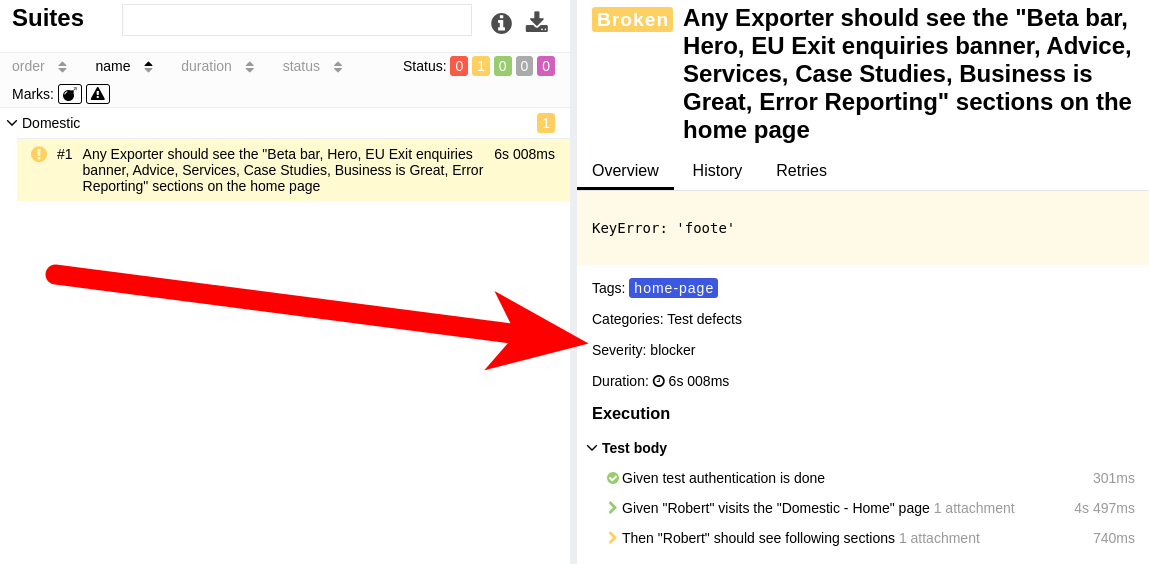 Suites
order name duration status Status: 0 1 0 0 0
Marks:
Domestic 1
#1 Any Exporter should see the "Beta bar, Hero, EU Exit enquiries 6s 008ms
banner, Advice, Services, Case Studies, Business is Great, Error
Reporting" sections on the home page
Broken Any Exporter should see the "Beta bar,
Hero, EU Exit enquiries banner, Advice,
Services, Case Studies, Business is
Great, Error Reporting" sections on the
home page
Overview History Retries
KeyError: 'foote'
Tags: home-page
Categories: Test defects
Severity: blocker
Duration: 6s 008ms
Execution
Test body
Given test authentication is done 301ms
Given "Robert" visits the "Domestic - Home" page 1 attachment 4s 497ms
Then "Robert" should see following sections 1 attachment 740ms